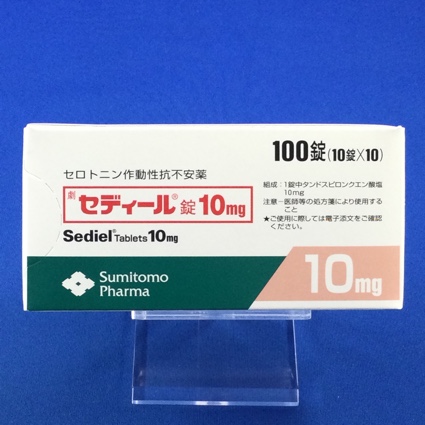 100錠(10錠×10)
セロトニン作動性抗不安薬
劇 セディール®錠10mg
Sediel® Tablets 10mg
組成:1錠中タンドスピロンクエン酸塩
10mg
注意-医師等の処方箋により使用する
こと
★ご使用に際しては電子添文をご確認
ください。
Sumitomo
Pharma
10mg